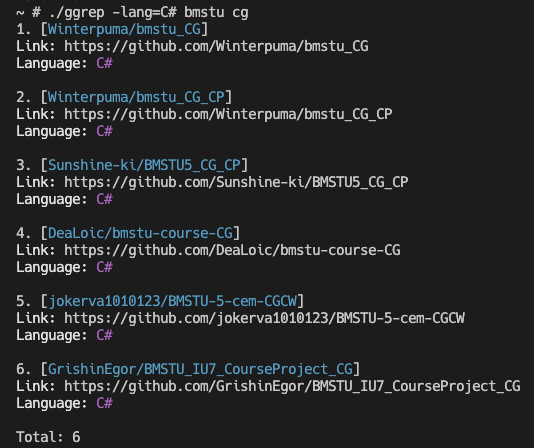 ~ # ./ggrep -lang=C# bmstu cg
1. [Winterpuma/bmstu_CG]
Link: https://github.com/Winterpuma/bmstu_CG
Language: C#
2. [Winterpuma/bmstu_CG_CP]
Link: https://github.com/Winterpuma/bmstu_CG_CP
Language: C#
3. [Sunshine-ki/BMSTU5_CG_CP]
Link: https://github.com/Sunshine-ki/BMSTU5_CG_CP
Language: C#
4. [DeaLoic/bmstu-course-CG]
Link: https://github.com/DeaLoic/bmstu-course-CG
Language: C#
5. [jokerva1010123/BMSTU-5-cem-CGCW]
Link: https://github.com/jokerva1010123/BMSTU-5-cem-CGCW
Language: C#
6. [GrishinEgor/BMSTU_IU7_CourseProject_CG]
Link: https://github.com/GrishinEgor/BMSTU_IU7_CourseProject_CG
Language: C#
Total: 6